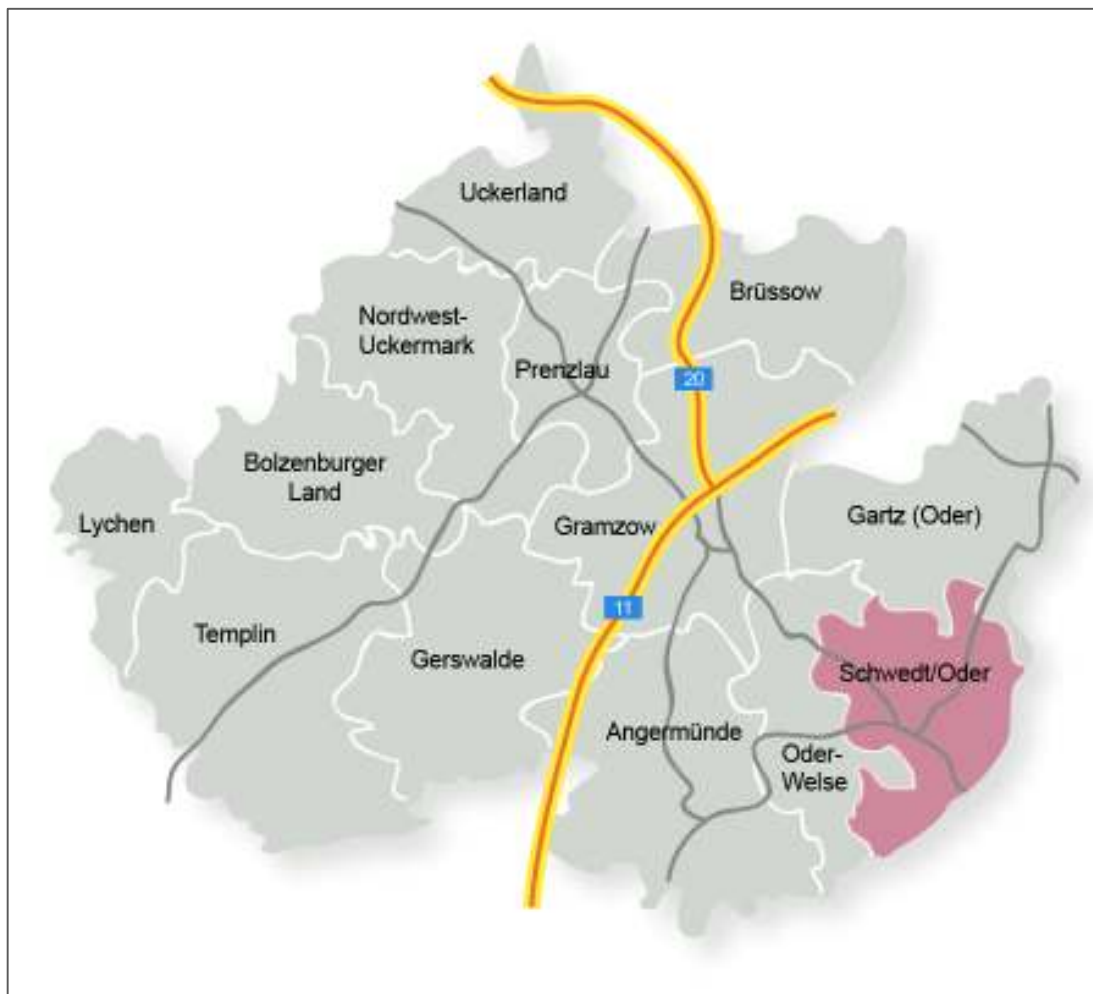 Uckerland
Brüssow
Nordwest-
Uckermark
Prenzlau
20
Bolzenburger
Land
Lychen
Gramzow
Gartz (Oder)
11
Templin
Gerswalde
Schwedt/Oder
Angermünde
Oder-
Welse